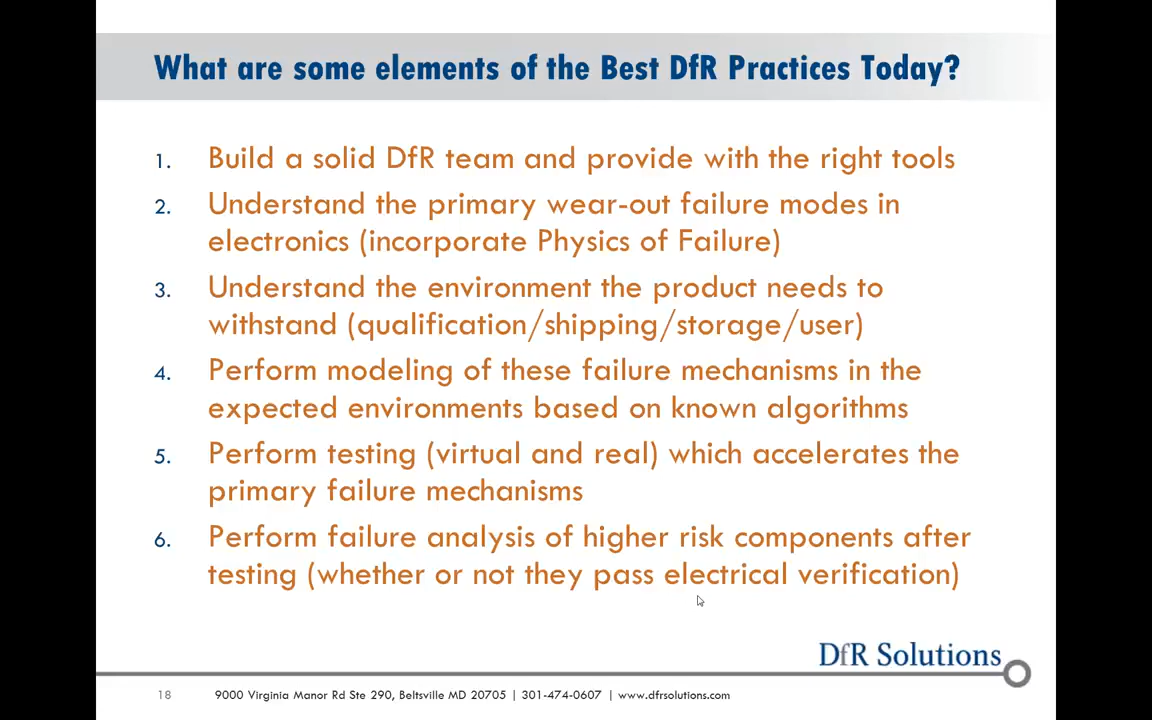 What are some elements of the Best DfR Practices Today?
1. Build a solid DfR team and provide with the right tools
2. Understand the primary wear-out failure modes in
electronics (incorporate Physics of Failure)
3. Understand the environment the product needs to
withstand (qualification/shipping/storage/user)
4. Perform modeling of these failure mechanisms in the
expected environments based on known algorithms
5. Perform testing (virtual and real) which accelerates the
primary failure mechanisms
6. Perform failure analysis of higher risk components after
testing (whether or not they pass electrical verification)
DfR Solutions
18 9000 Virginia Manor Rd Ste 290, Beltsville MD 20705 | 301-474-0607 | www.dfrsolutions.com